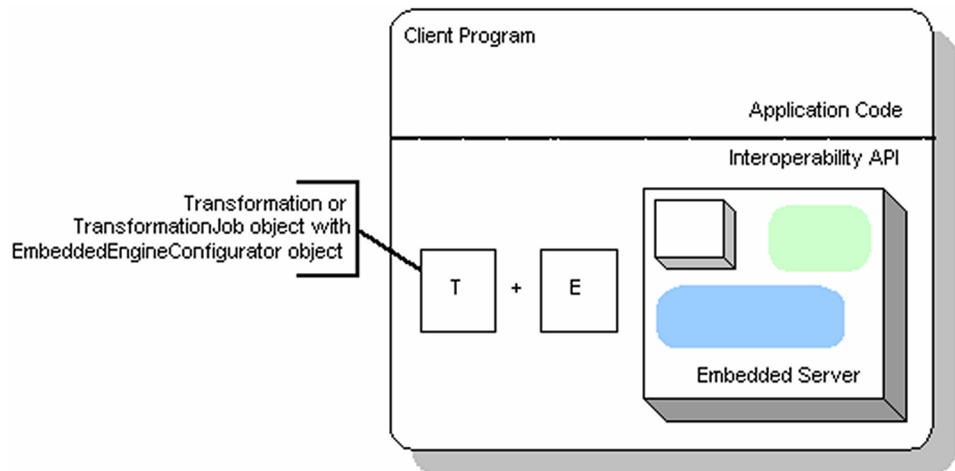 Client Program
Application Code
Interoperability API
Transformation or
TransformationJob object with
EmbeddedEngineConfigurator object
T + E
Embedded Server